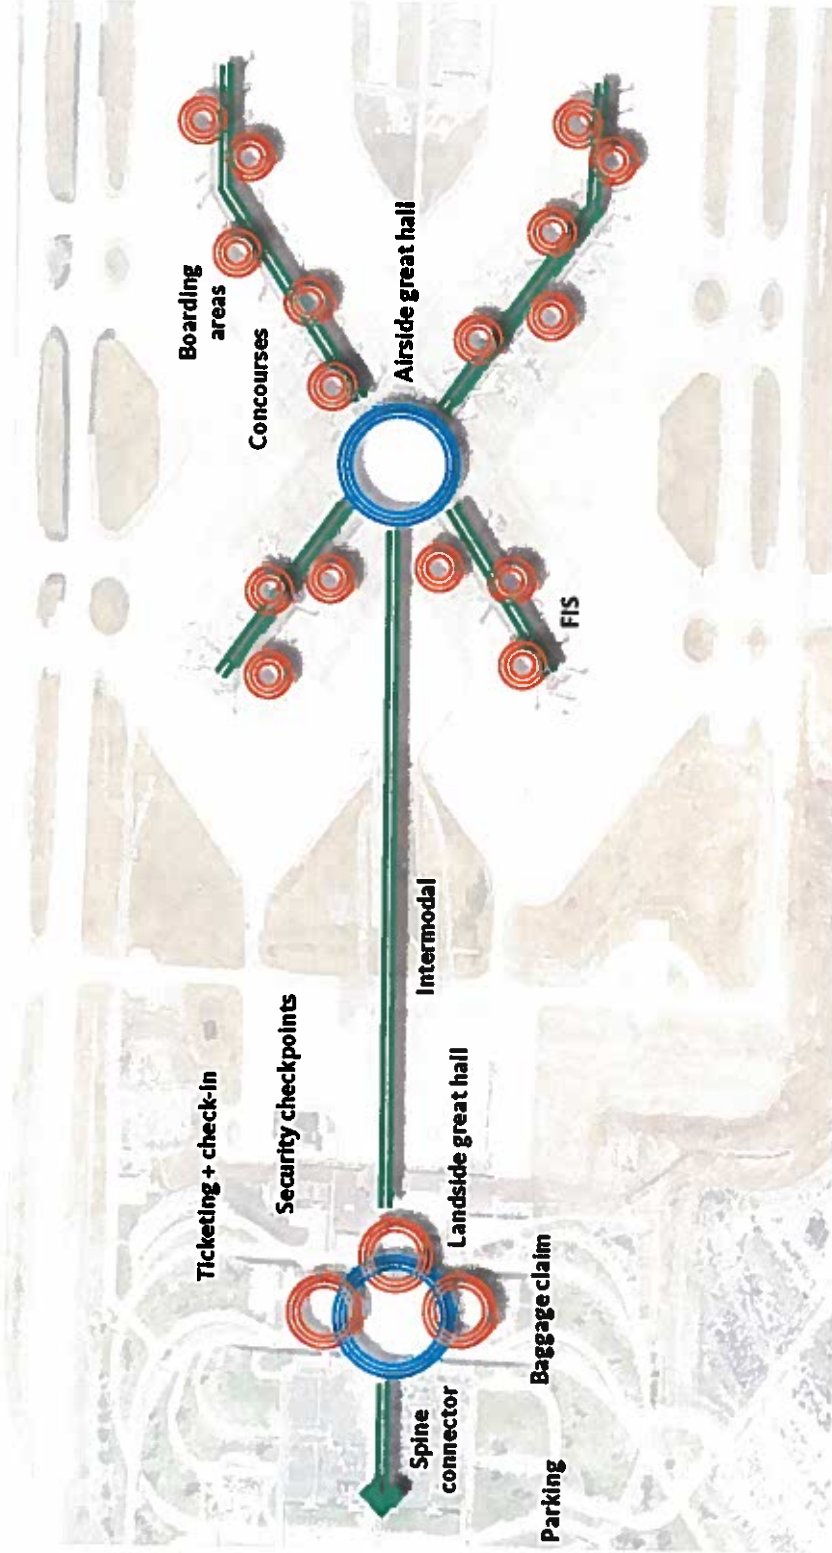 Boarding
areas
Concourses
Airside great hall
FIS
Intermodal
Ticketing + check-in
Security checkpoints
Landside great hall
Baggage claim
Spine
connector
Parking